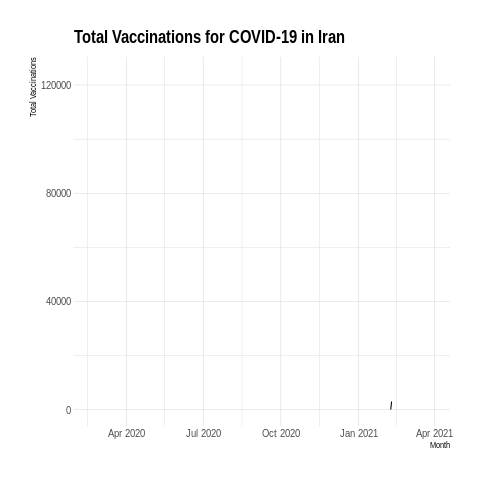 Total Vaccinations for COVID-19 in Iran
Total Vaccinations
120000
80000
40000
0
Apr 2020 Jul 2020 Oct 2020 Jan 2021 Apr 2021
Month